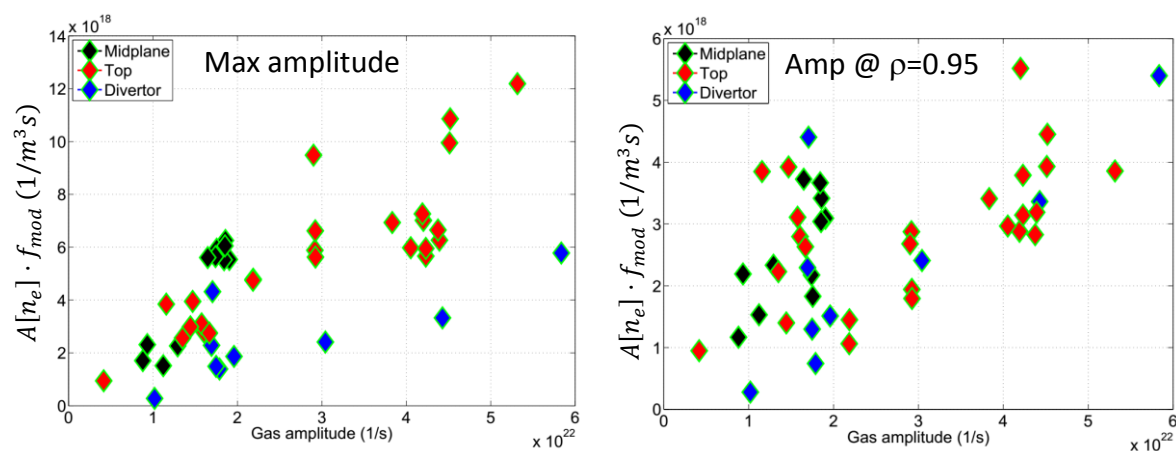 × 10^18
14
12
10
8
6
4
2
0
A[n_e] · f_mod (1/m^3 s)
Midplane
Top
Divertor
Max amplitude
0 1 2 3 4 5 6
Gas amplitude (1/s)
x 10^22
× 10^18
6
5
4
3
2
1
0
A[n_e] · f_mod (1/m^3 s)
Midplane
Top
Divertor
Amp @ ρ=0.95
0 1 2 3 4 5 6
Gas amplitude (1/s)
x 10^22